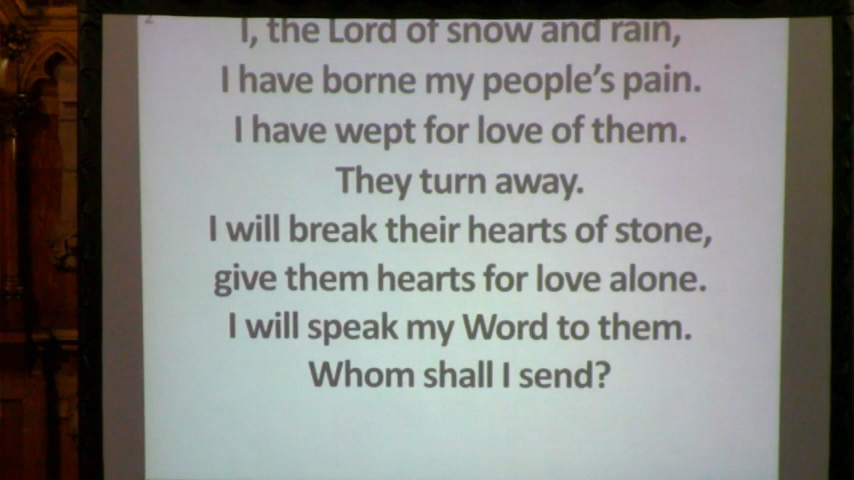 2
I, the Lord of snow and rain,
I have borne my people's pain.
I have wept for love of them.
They turn away.
I will break their hearts of stone,
give them hearts for love alone.
I will speak my Word to them.
Whom shall I send?